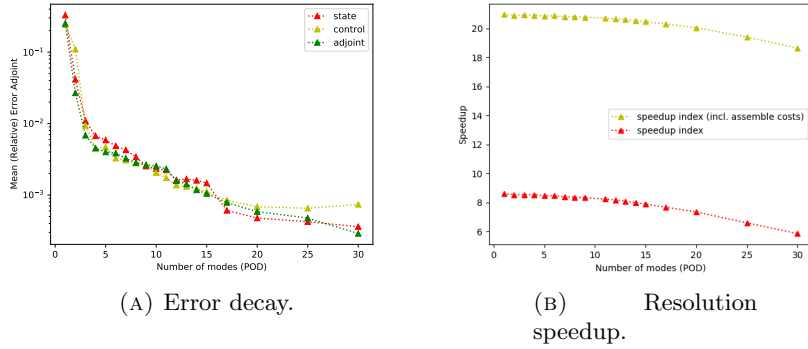 10⁻¹
10⁻²
10⁻³
Mean (Relative) Error Adjoint
state
control
adjoint
0 5 10 15 20 25 30
Number of modes (POD)
(A) Error decay.
20
18
16
14
12
10
8
6
Speedup
speedup index (incl. assemble costs)
speedup index
0 5 10 15 20 25 30
Number of modes (POD)
(B) Resolution
speedup.